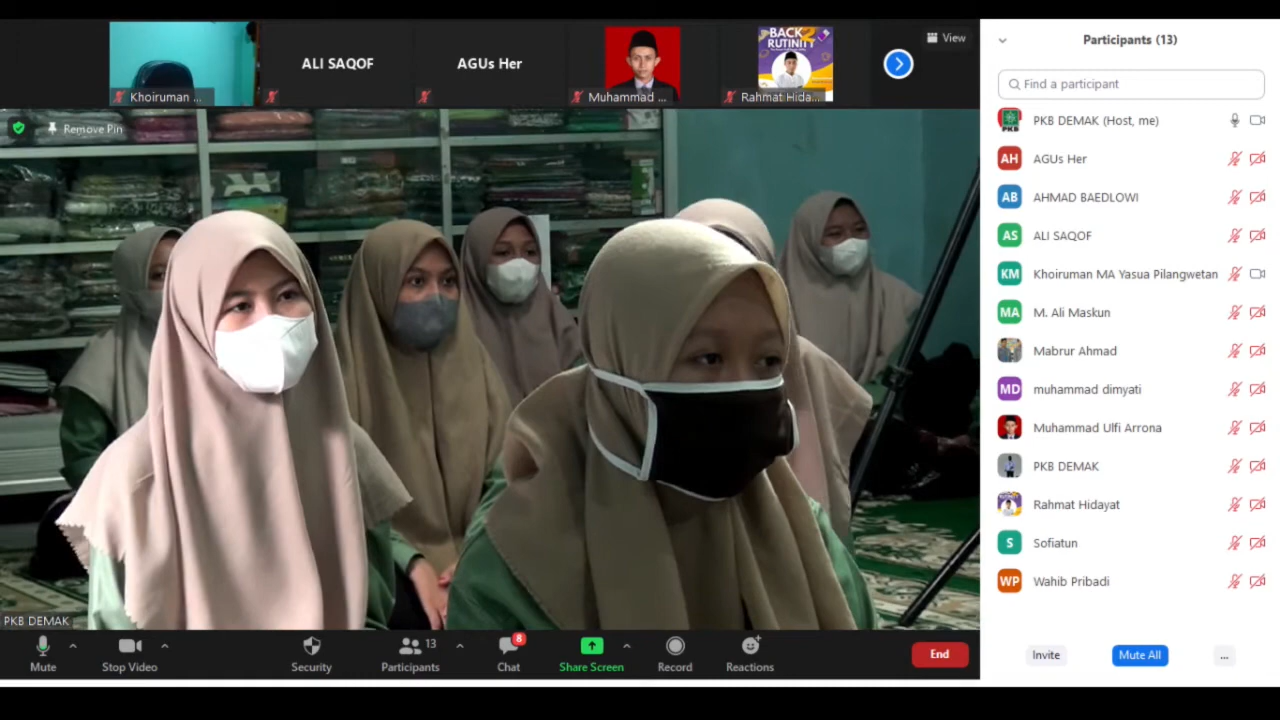 View
ALI SAQOF
AGUs Her
BACK 2
RUTINITY
Khoiruman ...
Muhammad ...
Rahmat Hida...
Remove Pin
PKB DEMAK
Mute
Stop Video
Security
13
Participants
8
Chat
Share Screen
Record
Reactions
End
Participants (13)
Find a participant
PKB
PKB DEMAK (Host, me)
AH
AGUs Her
AB
AHMAD BAEDLOWI
AS
ALI SAQOF
KM
Khoiruman MA Yasua Pilangwetan
MA
M. Ali Maskun
Mabrur Ahmad
MD
muhammad dimyati
Muhammad Ulfi Arrona
PKB DEMAK
Rahmat Hidayat
S
Sofiatun
WP
Wahib Pribadi
Invite
Mute All
...